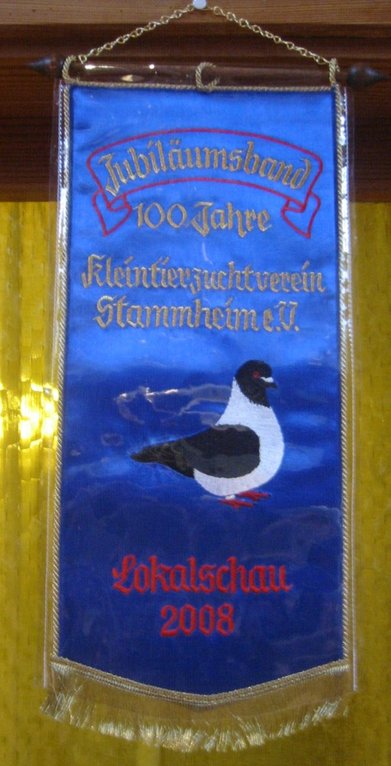 Jubiläumsband
100 Jahre
Kleintierzuchtverein
Stammheim e.V.
Lokalschau
2008